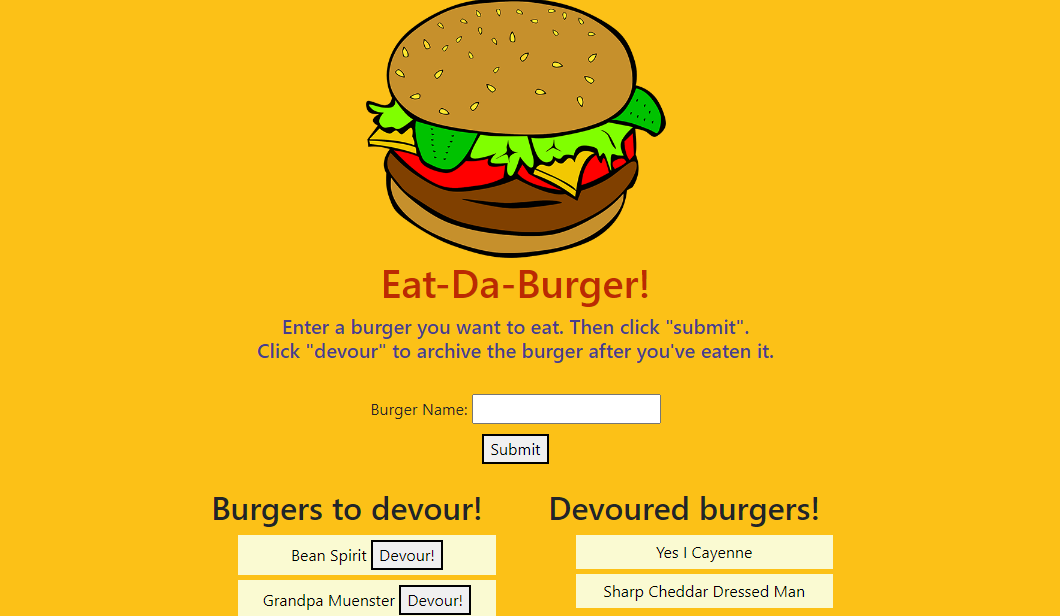 Eat-Da-Burger!
Enter a burger you want to eat. Then click "submit".
Click "devour" to archive the burger after you've eaten it.
Burger Name:
Submit
Burgers to devour!
Bean Spirit Devour!
Grandpa Muenster Devour!
Devoured burgers!
Yes I Cayenne
Sharp Cheddar Dressed Man